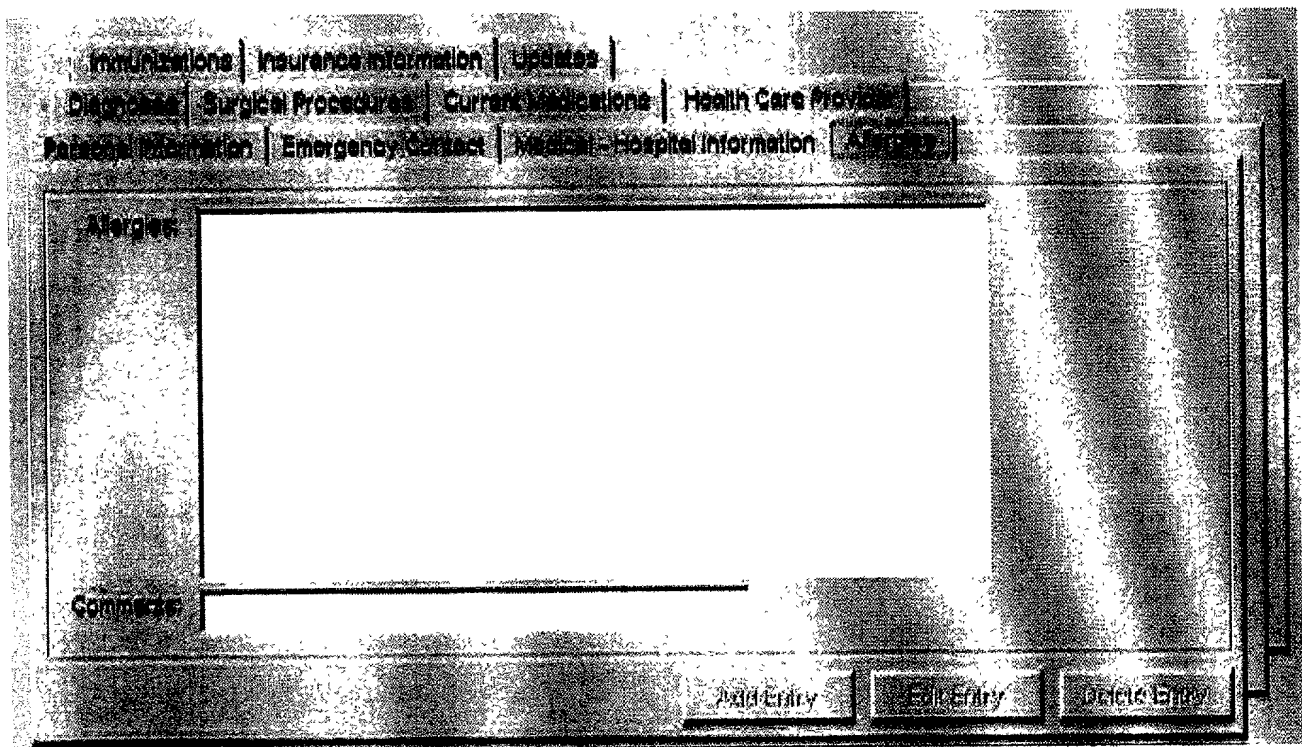 Immunizations Insurance Information Updates
Diagnoses Surgical Procedures Current Medications Health Care Provider
Personal Information Emergency Contact Medical - Hospital Information Allergies
Allergies:
Comments:
Add Entry Edit Entry Delete Entry